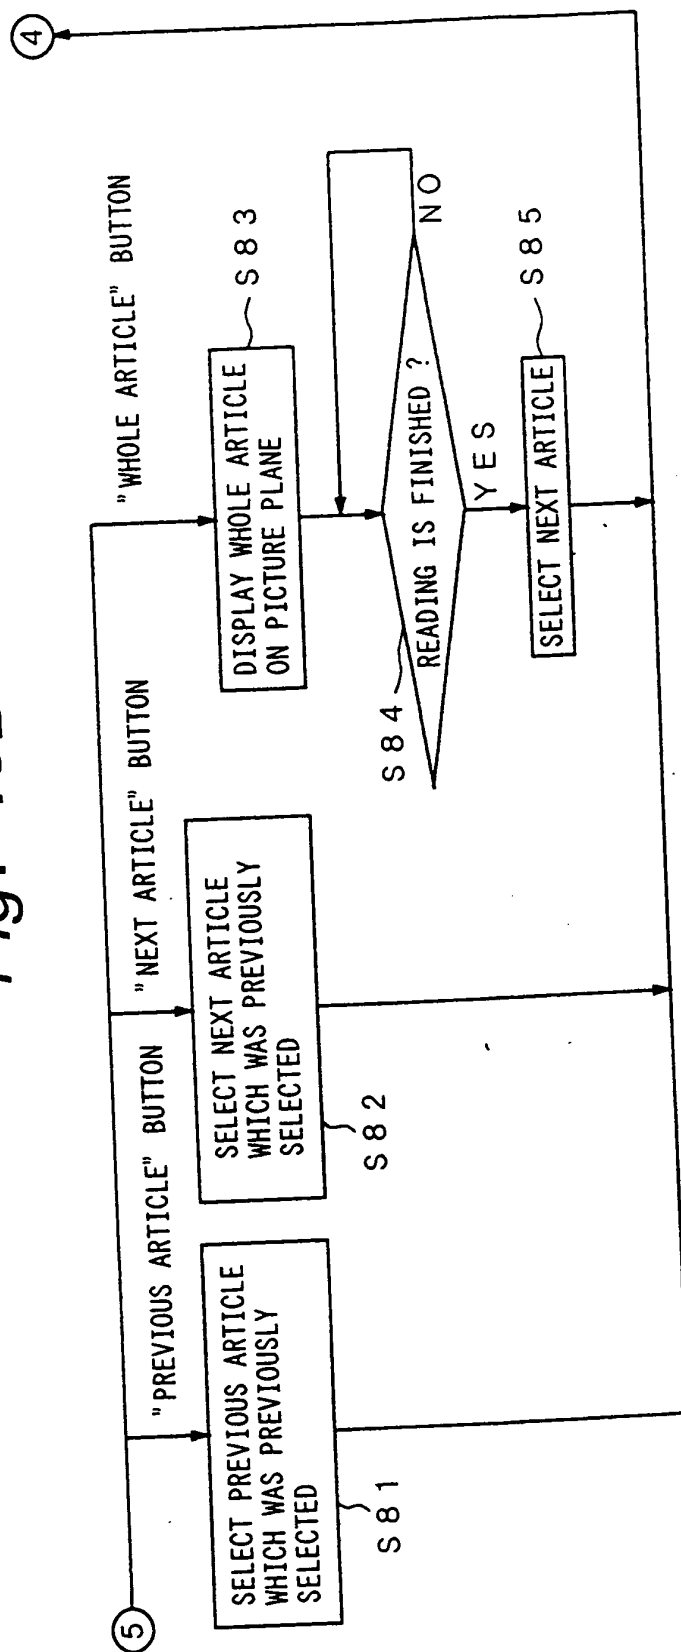 Fig.
5
"PREVIOUS ARTICLE" BUTTON
SELECT PREVIOUS ARTICLE
WHICH WAS PREVIOUSLY
SELECTED
S81
"NEXT ARTICLE" BUTTON
SELECT NEXT ARTICLE
WHICH WAS PREVIOUSLY
SELECTED
S82
"WHOLE ARTICLE" BUTTON
DISPLAY WHOLE ARTICLE
ON PICTURE PLANE
S83
READING IS FINISHED ?
S84
NO
YES
SELECT NEXT ARTICLE
S85
4